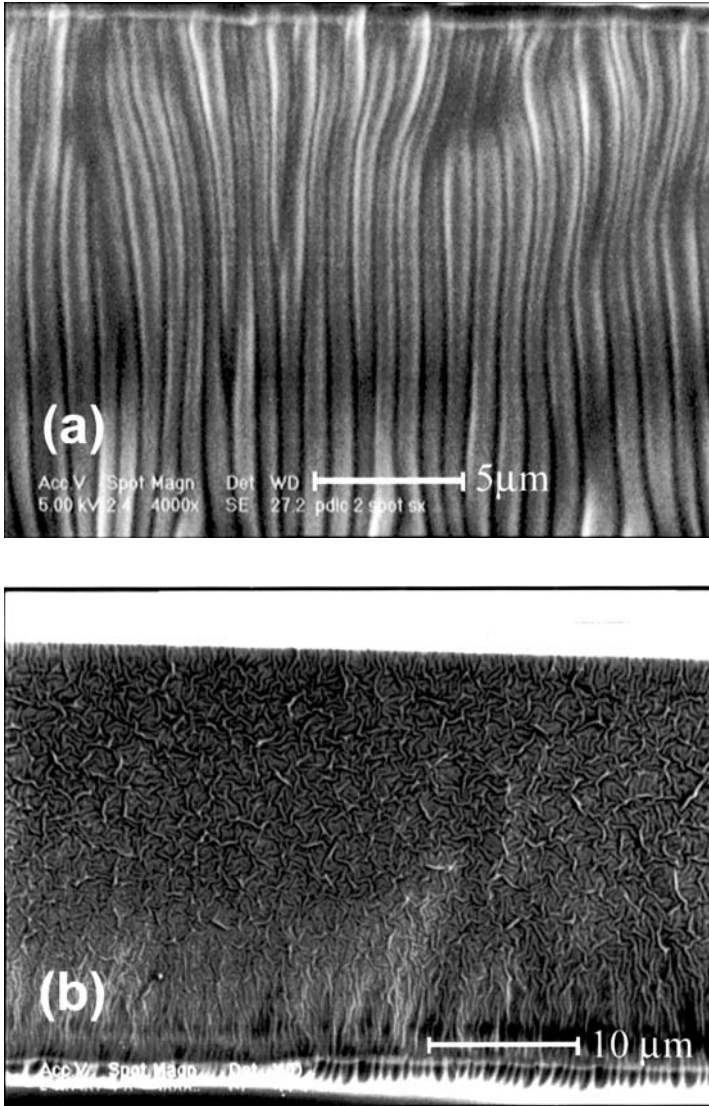 (a)
Acc.V Spot Magn Det WD 5μm
5.00 kV 2.4 4000x SE 27.2 pdlc 2 spot sx
(b)
10 μm
Acc.V Spot Magn Det WD